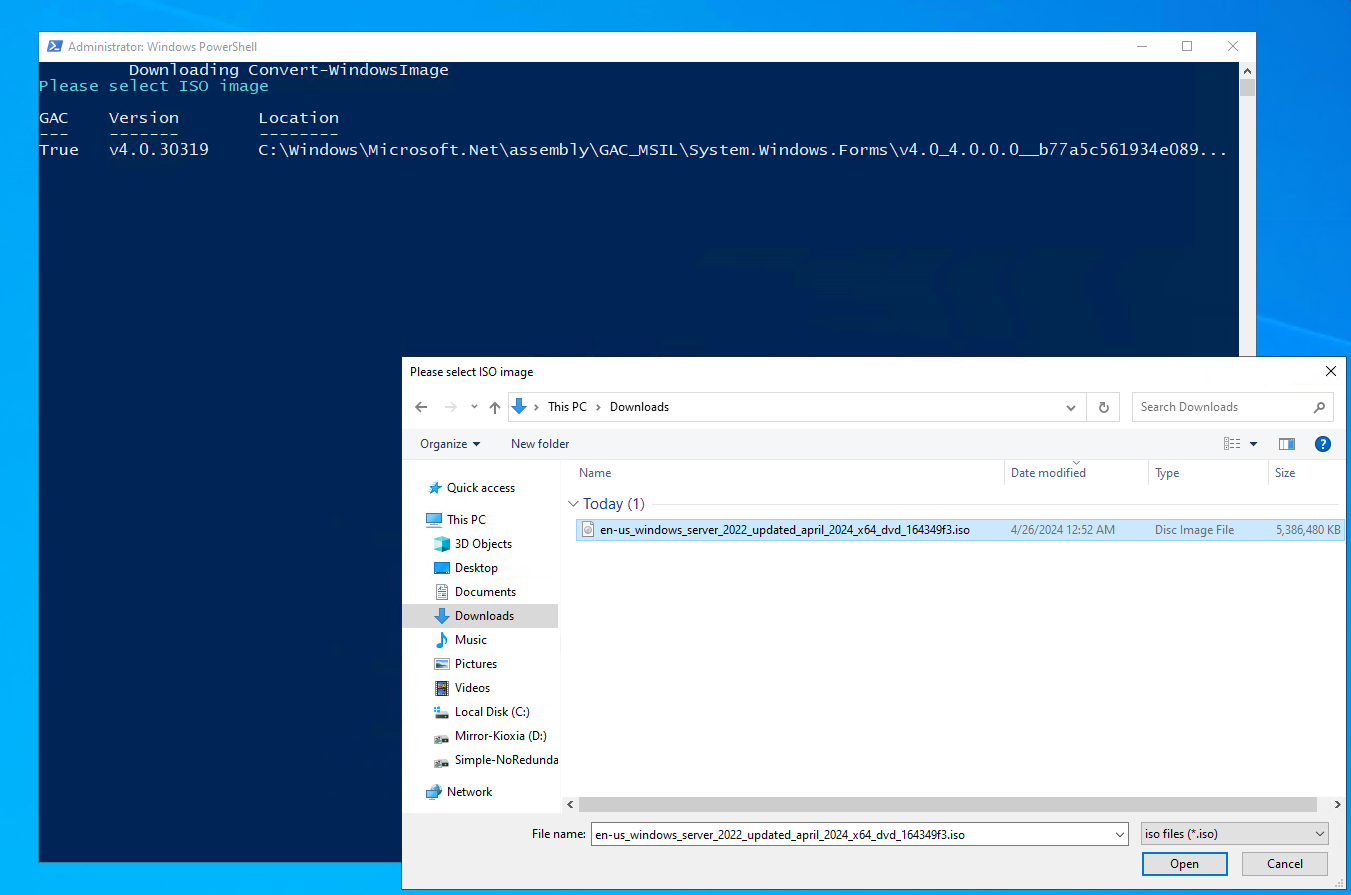 Administrator: Windows PowerShell
Downloading Convert-WindowsImage
Please select ISO image
GAC Version Location
--- ------- --------
True v4.0.30319 C:\Windows\Microsoft.Net\assembly\GAC_MSIL\System.Windows.Forms\v4.0_4.0.0.0__b77a5c561934e089...
Please select ISO image
This PC > Downloads
Search Downloads
Organize New folder
Name Date modified Type Size
Today (1)
en-us_windows_server_2022_updated_april_2024_x64_dvd_164349f3.iso 4/26/2024 12:52 AM Disc Image File 5,386,480 KB
Quick access
This PC
3D Objects
Desktop
Documents
Downloads
Music
Pictures
Videos
Local Disk (C:)
Mirror-Kioxia (D:)
Simple-NoRedunda
Network
File name: en-us_windows_server_2022_updated_april_2024_x64_dvd_164349f3.iso iso files (*.iso)
Open Cancel